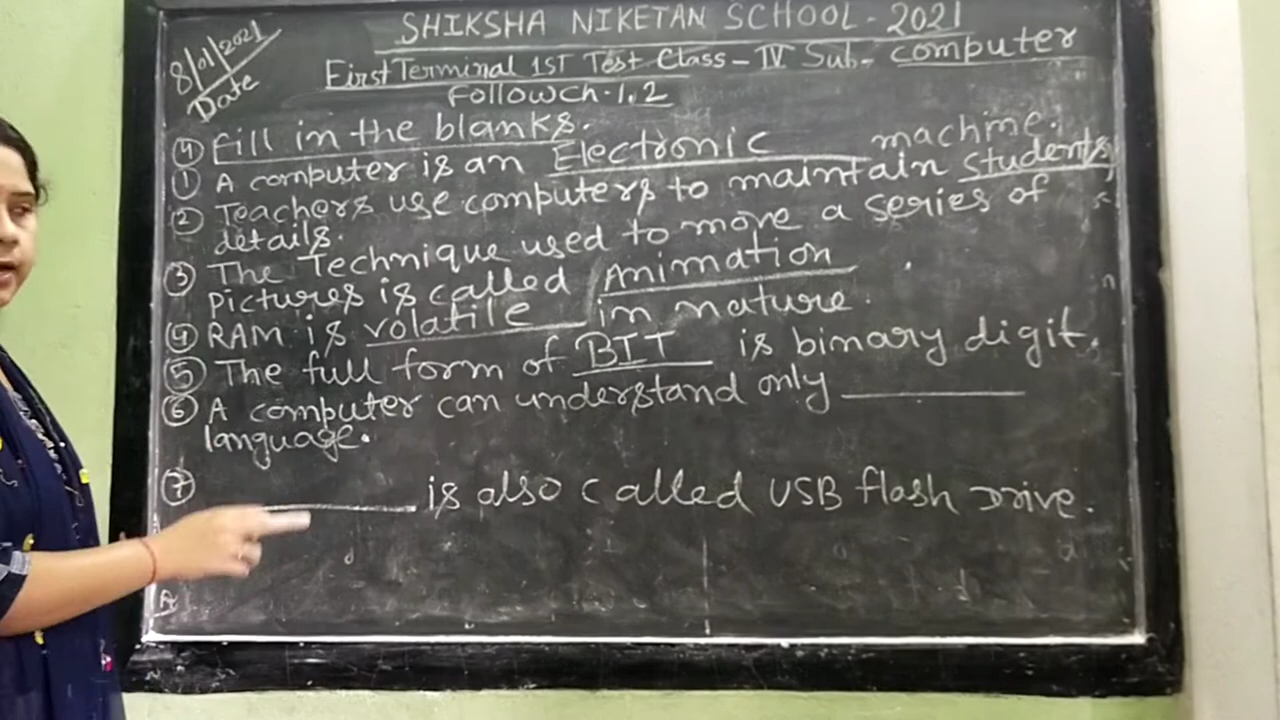 SHIKSHA NIKETAN SCHOOL - 2021
8/01/2021
Date
First Terminal 1ST Test Class - IV Sub - computer
Follow ch. 1, 2
④ Fill in the blanks.
① A computer is an Electronic machine.
② Teachers use computers to maintain students
details.
③ The Technique used to move a series of
pictures is called Animation.
④ RAM is volatile in nature.
⑤ The full form of BIT is binary digit.
⑥ A computer can understand only ________
language.
⑦ ________ is also called USB flash Drive.